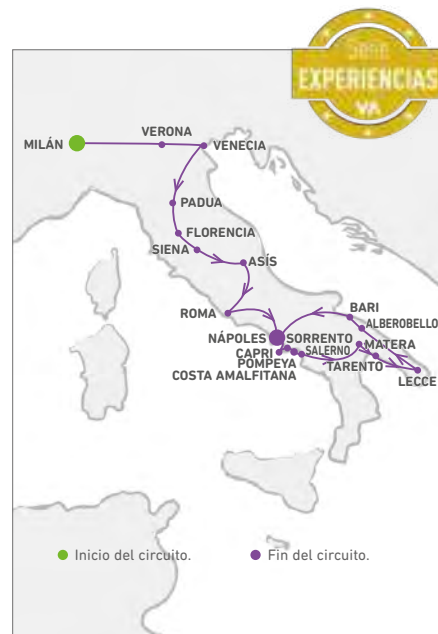 SERIE
EXPERIENCIAS
VA
MILÁN
VERONA
VENECIA
PADUA
FLORENCIA
SIENA
ASÍS
ROMA
BARI
ALBEROBELLO
NÁPOLES
SORRENTO
MATERA
CAPRI
SALERNO
POMPEYA
TARENTO
COSTA AMALFITANA
LECCE
Inicio del circuito.
Fin del circuito.